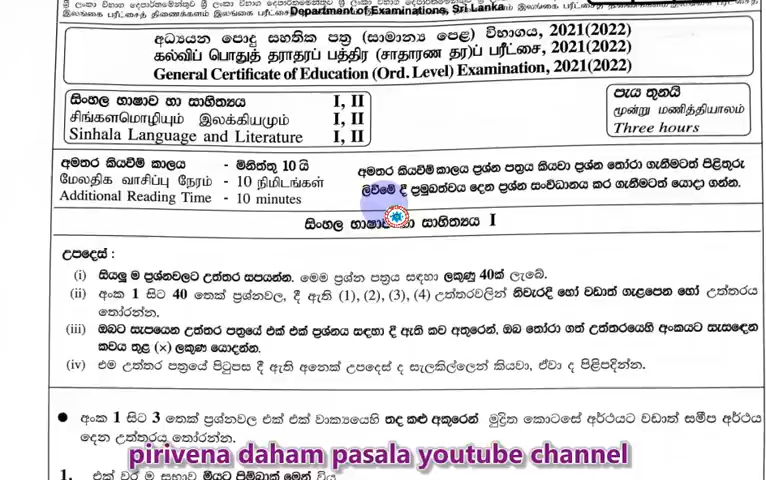 Department of Examinations, Sri Lanka
අධ්‍යයන පොදු සහතික පත්‍ර (සාමාන්‍ය පෙළ) විභාගය, 2021(2022)
கல்விப் பொதுத் தராதரப் பத்திர (சாதாரண தர)ப் பரீட்சை, 2021(2022)
General Certificate of Education (Ord. Level) Examination, 2021(2022)
සිංහල භාෂාව හා සාහිත්‍යය I, II
சிங்களமொழியும் இலக்கியமும் I, II
Sinhala Language and Literature I, II
පැය තුනයි
மூன்று மணித்தியாலம்
Three hours
අමතර කියවීම් කාලය - මිනිත්තු 10 යි
மேலதிக வாசிப்பு நேரம் - 10 நிமிடங்கள்
Additional Reading Time - 10 minutes
අමතර කියවීම් කාලය ප්‍රශ්න පත්‍රය කියවා ප්‍රශ්න තෝරා ගැනීමටත් පිළිතුරු
ලිවීමේ දී ප්‍රමුඛත්වය දෙන ප්‍රශ්න සංවිධානය කර ගැනීමටත් යොදා ගන්න.
සිංහල භාෂාව හා සාහිත්‍යය I
උපදෙස් :
(i) සියලු ම ප්‍රශ්නවලට උත්තර සපයන්න. මෙම ප්‍රශ්න පත්‍රය සඳහා ලකුණු 40ක් ලැබේ.
(ii) අංක 1 සිට 40 තෙක් ප්‍රශ්නවල, දී ඇති (1), (2), (3), (4) උත්තරවලින් නිවැරදි හෝ වඩාත් ගැළපෙන හෝ උත්තරය
තෝරන්න.
(iii) ඔබට සැපයෙන උත්තර පත්‍රයේ එක් එක් ප්‍රශ්නය සඳහා දී ඇති කව අතුරෙන්, ඔබ තෝරා ගත් උත්තරයෙහි අංකයට සැසඳෙන
කවය තුළ (×) ලකුණ යොදන්න.
(iv) එම උත්තර පත්‍රයේ පිටුපස දී ඇති අනෙක් උපදෙස් ද සැලකිල්ලෙන් කියවා, ඒවා ද පිළිපදින්න.
● අංක 1 සිට 3 තෙක් ප්‍රශ්නවල එක් එක් වාක්‍යයෙහි තද කළු අකුරෙන් මුද්‍රිත කොටසේ අර්ථයට වඩාත් සමීප අර්ථය
දෙන උත්තරය තෝරන්න.
pirivena daham pasala youtube channel
1. එක් වර ම සභාව මීයට පිම්බාක් මෙන් විය